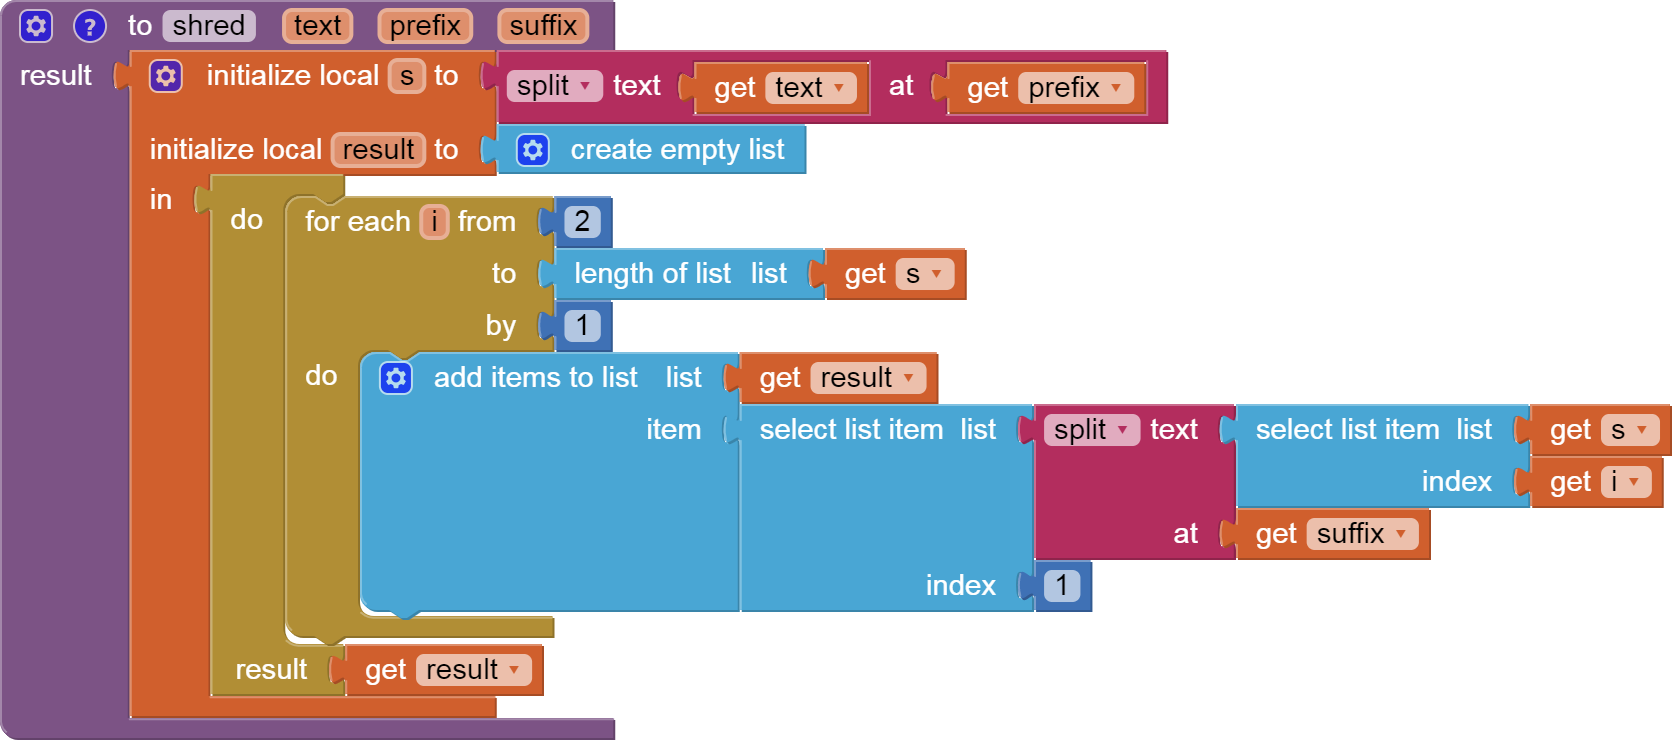 ? to shred text prefix suffix
result initialize local s to split text get text at get prefix
initialize local result to create empty list
in
do for each i from 2
to length of list list get s
by 1
do add items to list list get result
item select list item list split text select list item list get s
index get i
at get suffix
index 1
result get result